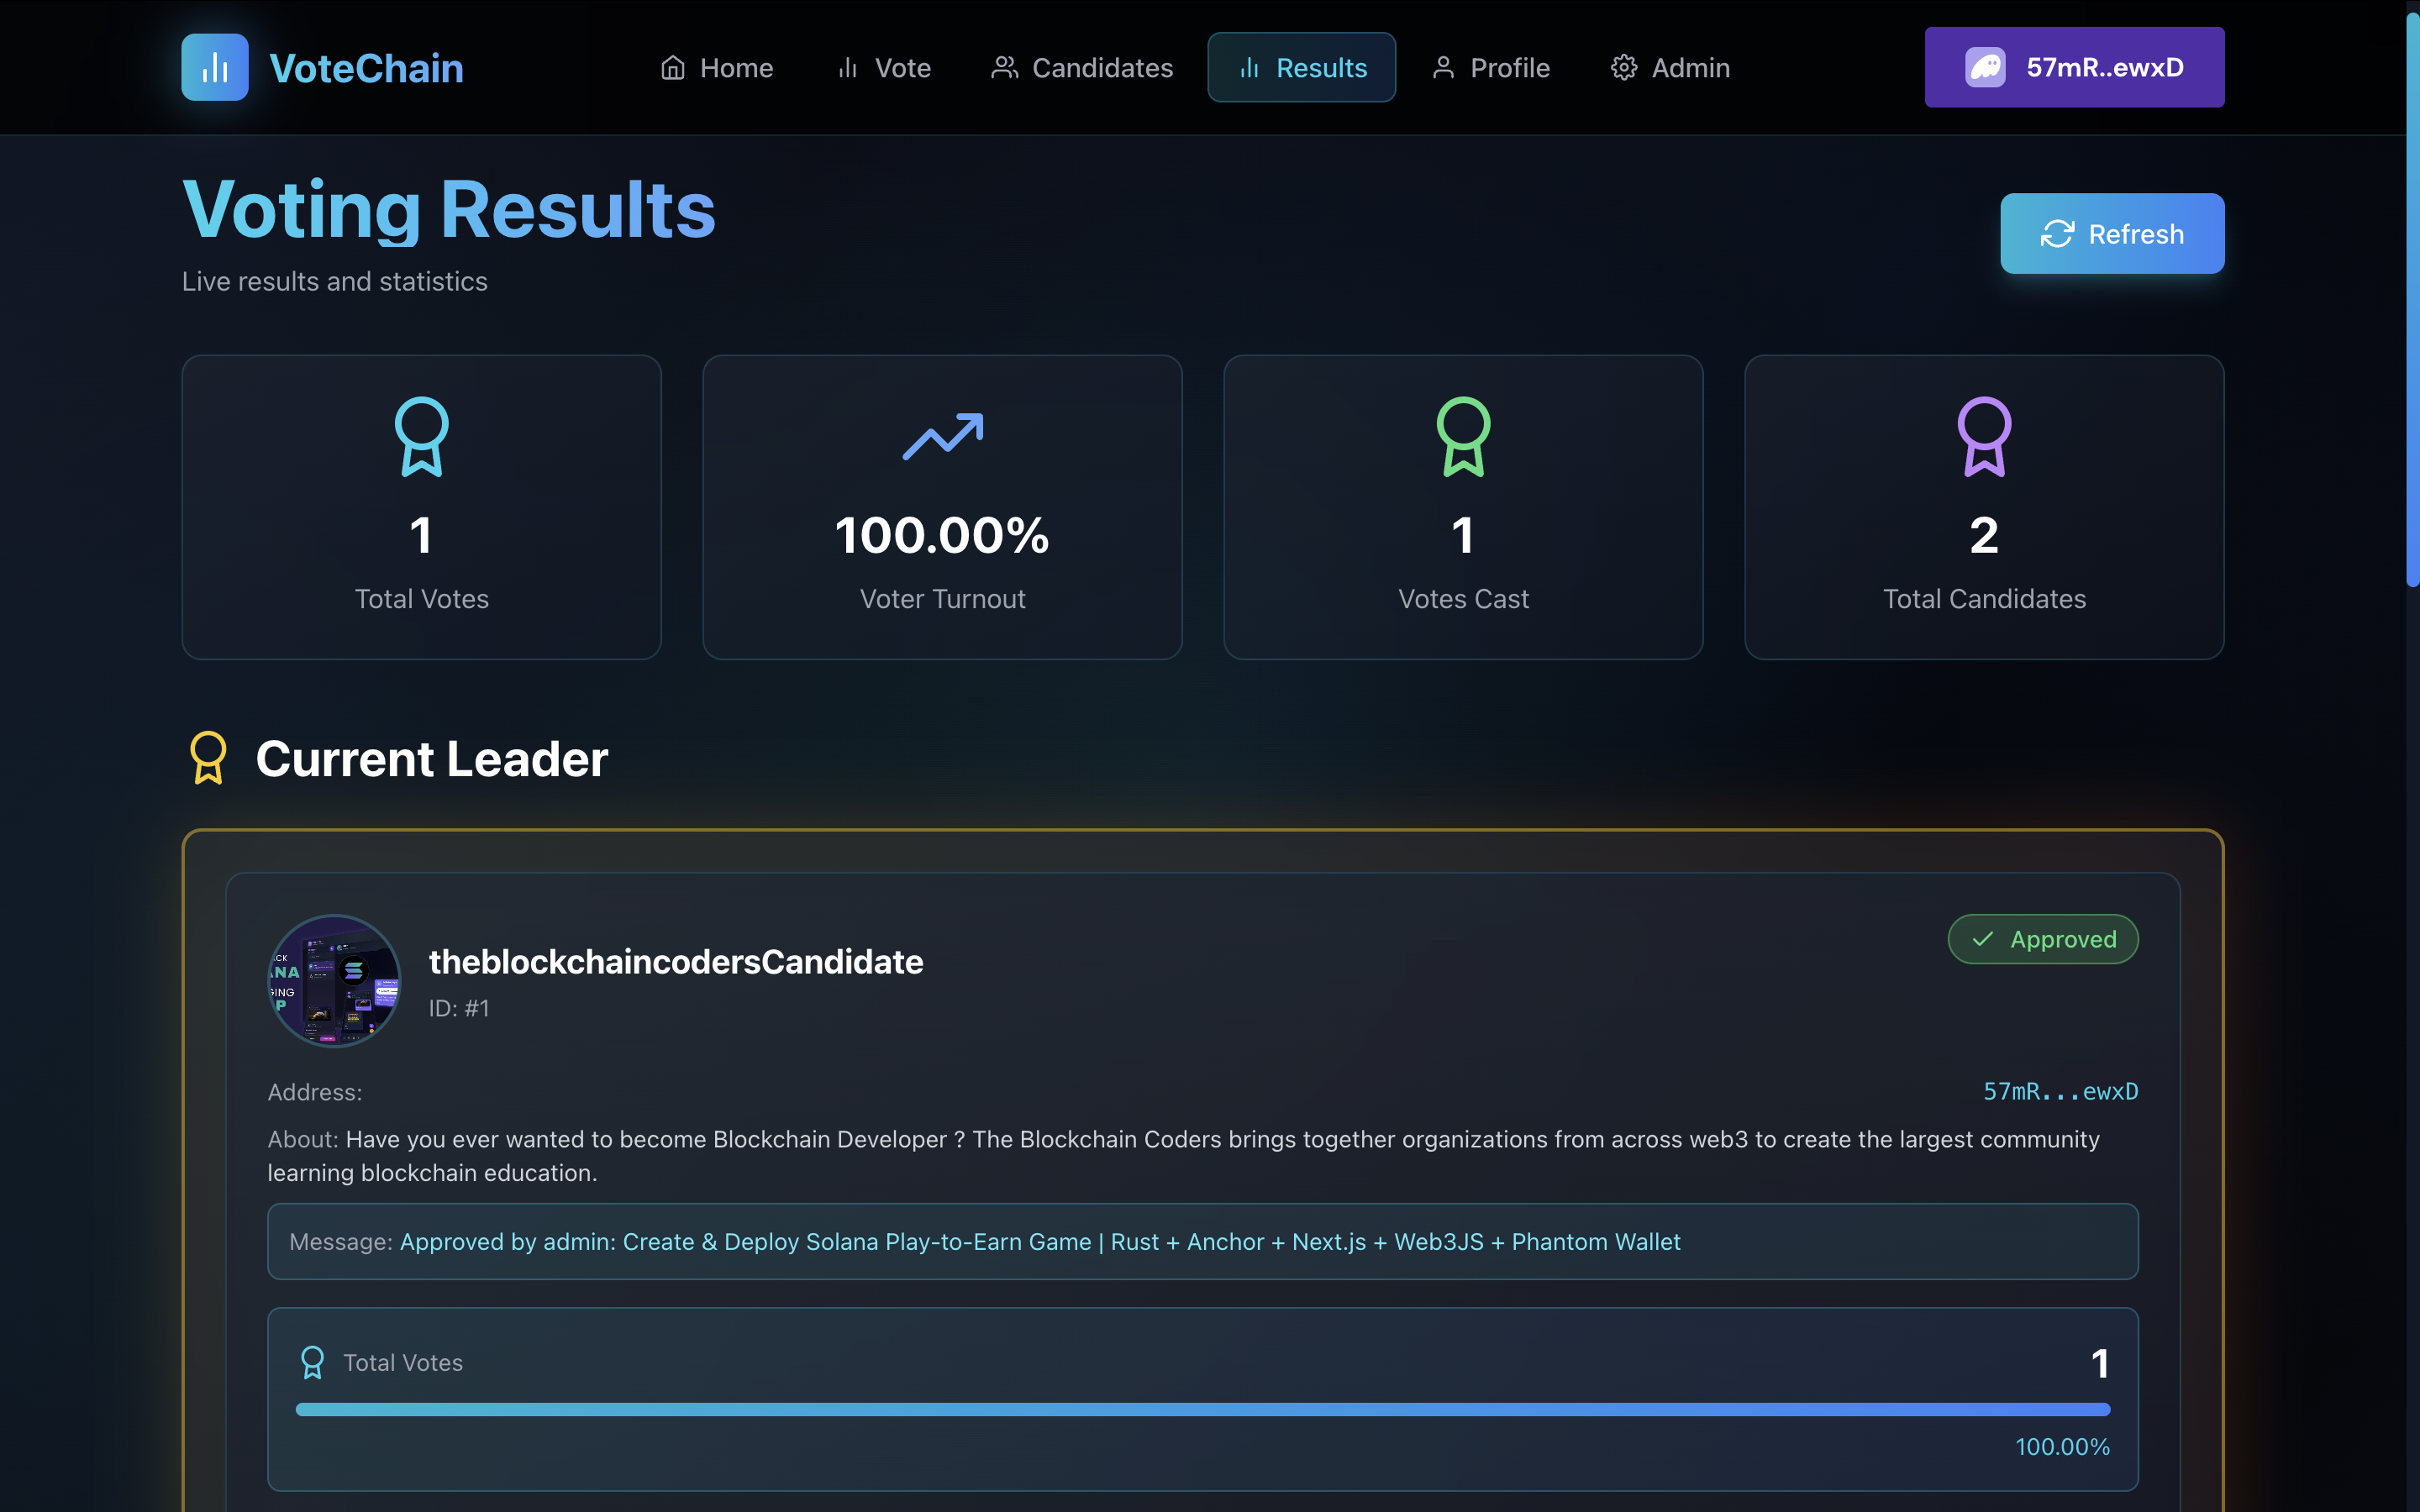 VoteChain
Home
Vote
Candidates
Results
Profile
Admin
57mR..ewxD
Voting Results
Live results and statistics
Refresh
1
Total Votes
100.00%
Voter Turnout
1
Votes Cast
2
Total Candidates
Current Leader
theblockchaincodersCandidate
ID: #1
Approved
Address:
57mR...ewxD
About: Have you ever wanted to become Blockchain Developer ? The Blockchain Coders brings together organizations from across web3 to create the largest community
learning blockchain education.
Message: Approved by admin: Create & Deploy Solana Play-to-Earn Game | Rust + Anchor + Next.js + Web3JS + Phantom Wallet
Total Votes
1
100.00%